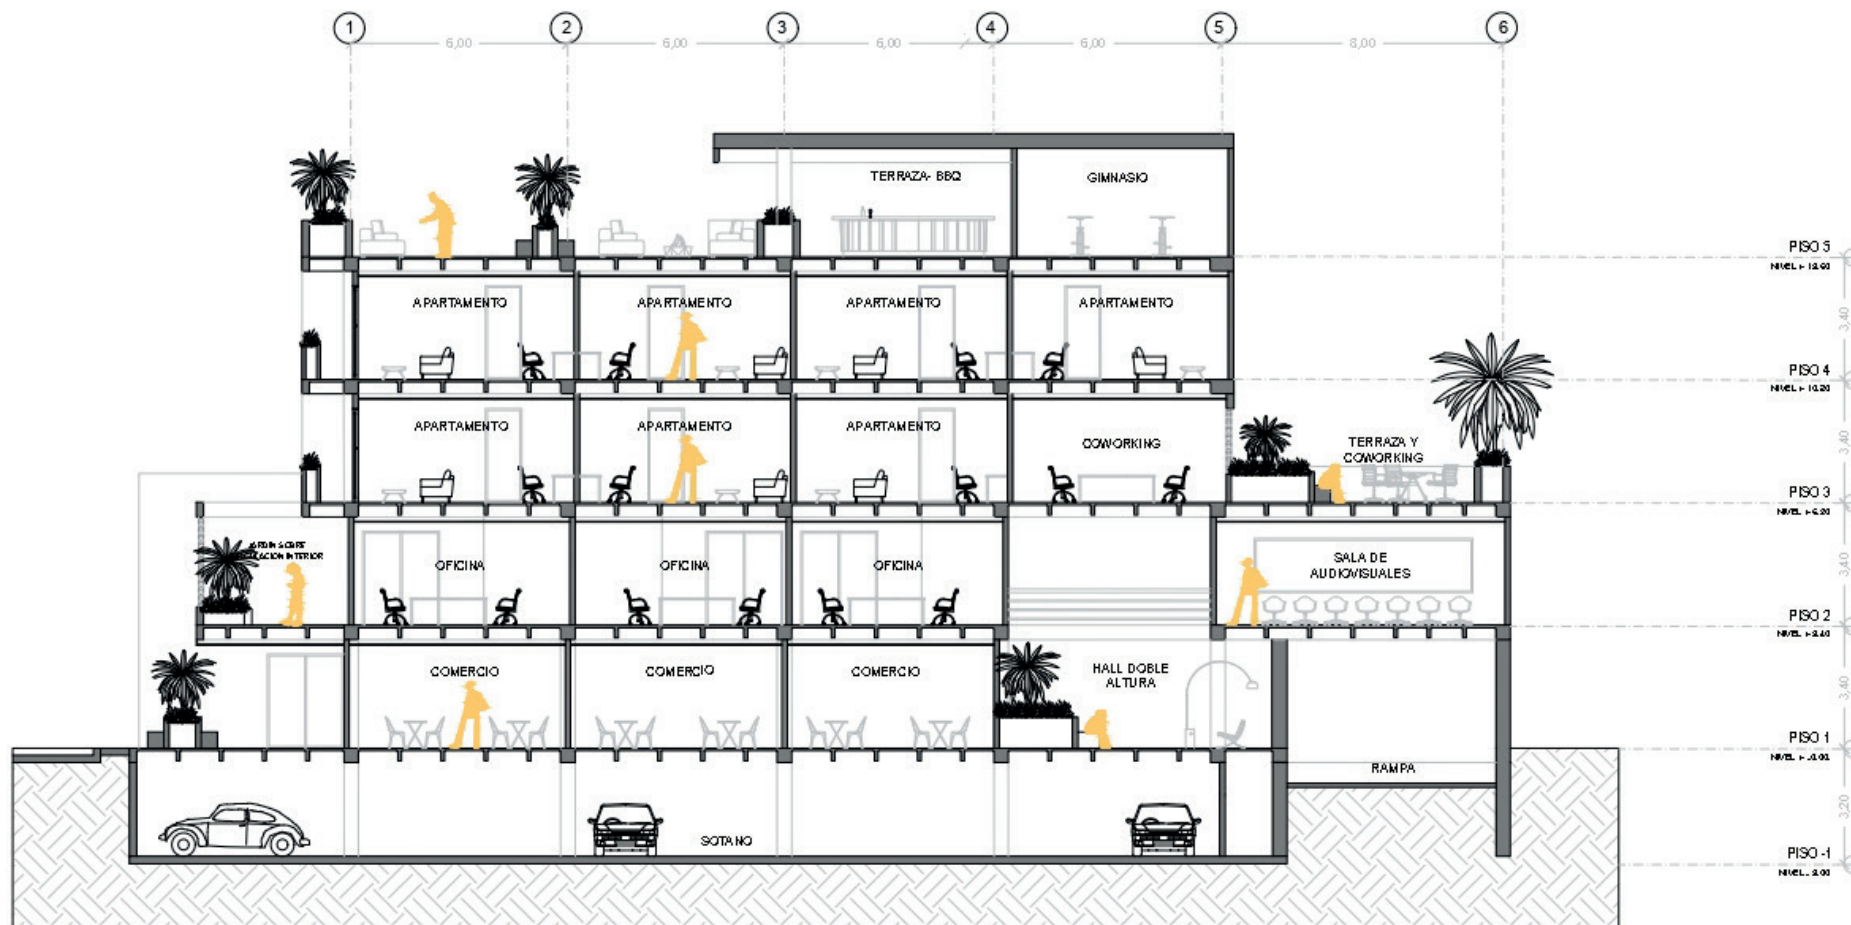 1 2 3 4 5 6
6,00 6,00 6,00 6,00 8,00
TERRAZA- BBQ
GIMNASIO
PISO 5
APARTAMENTO APARTAMENTO APARTAMENTO APARTAMENTO
3,40
PISO 4
APARTAMENTO APARTAMENTO APARTAMENTO
COWORKING
TERRAZA Y
COWORKING
3,40
PISO 3
INTERIOR
OFICINA OFICINA OFICINA
SALA DE
AUDIOVISUALES
3,40
PISO 2
COMERCIO COMERCIO COMERCIO
HALL DOBLE
ALTURA
3,40
PISO 1
RAMPA
3,20
SOTANO
PISO -1